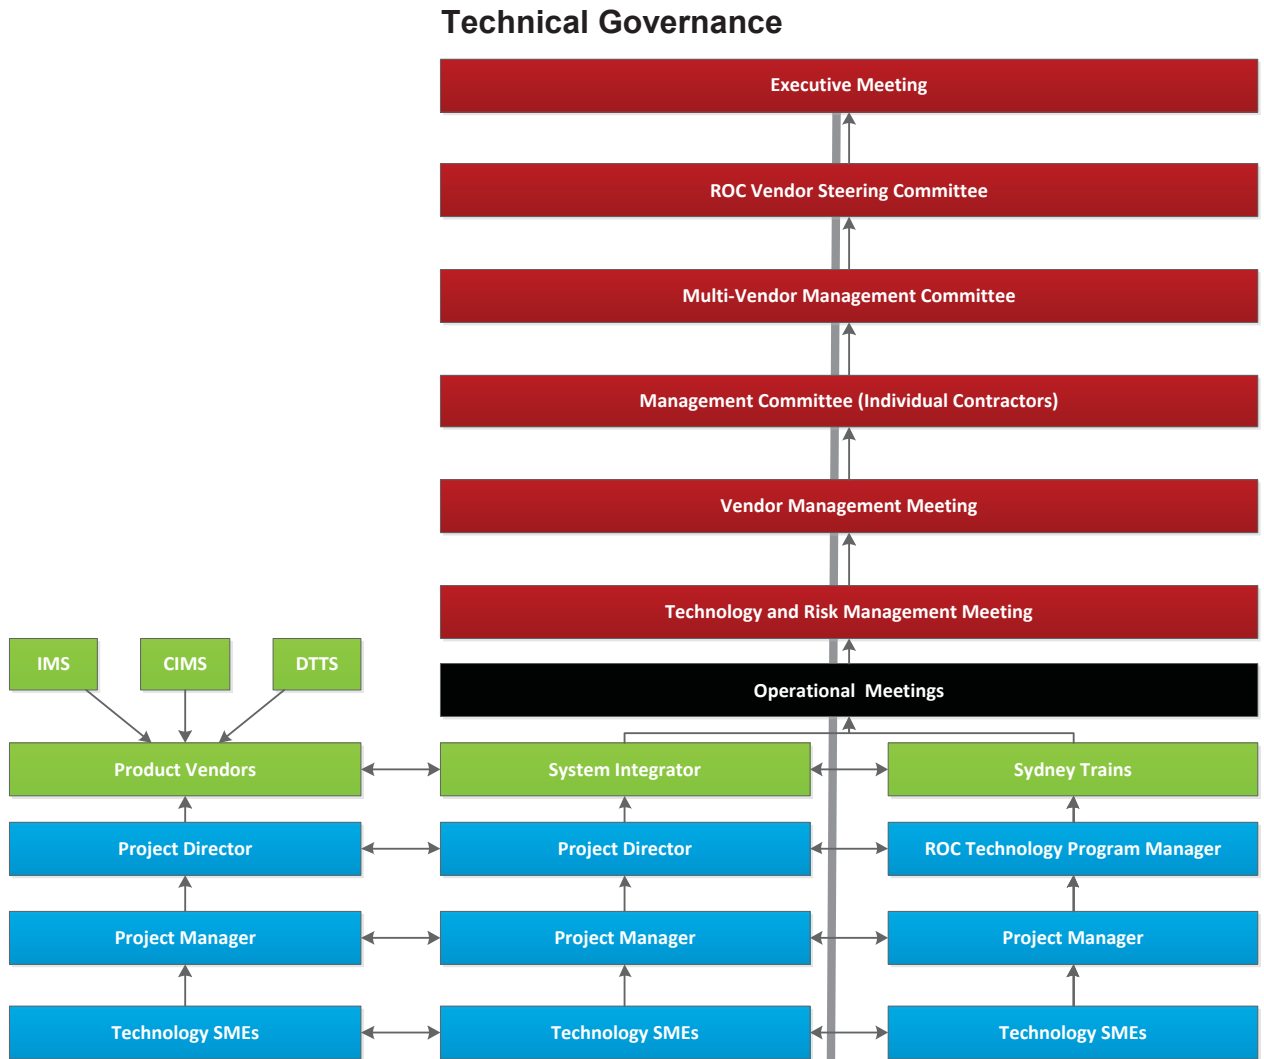 Technical Governance
Executive Meeting
ROC Vendor Steering Committee
Multi-Vendor Management Committee
Management Committee (Individual Contractors)
Vendor Management Meeting
Technology and Risk Management Meeting
IMS
CIMS
DTTS
Operational Meetings
Product Vendors
System Integrator
Sydney Trains
Project Director
Project Director
ROC Technology Program Manager
Project Manager
Project Manager
Project Manager
Technology SMEs
Technology SMEs
Technology SMEs